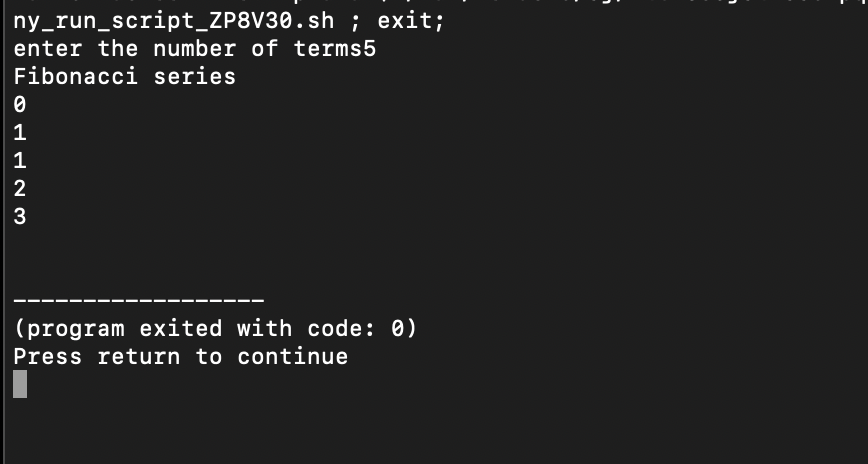 ny_run_script_ZP8V30.sh ; exit;
enter the number of terms5
Fibonacci series
0
1
1
2
3
------------------
(program exited with code: 0)
Press return to continue